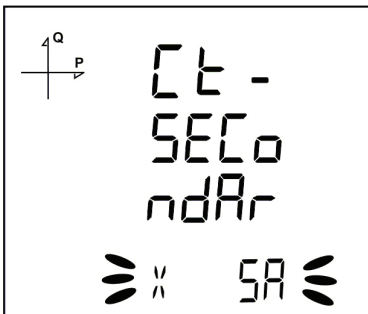 Q
P
Ct-
SECo
ndAr
X 5A